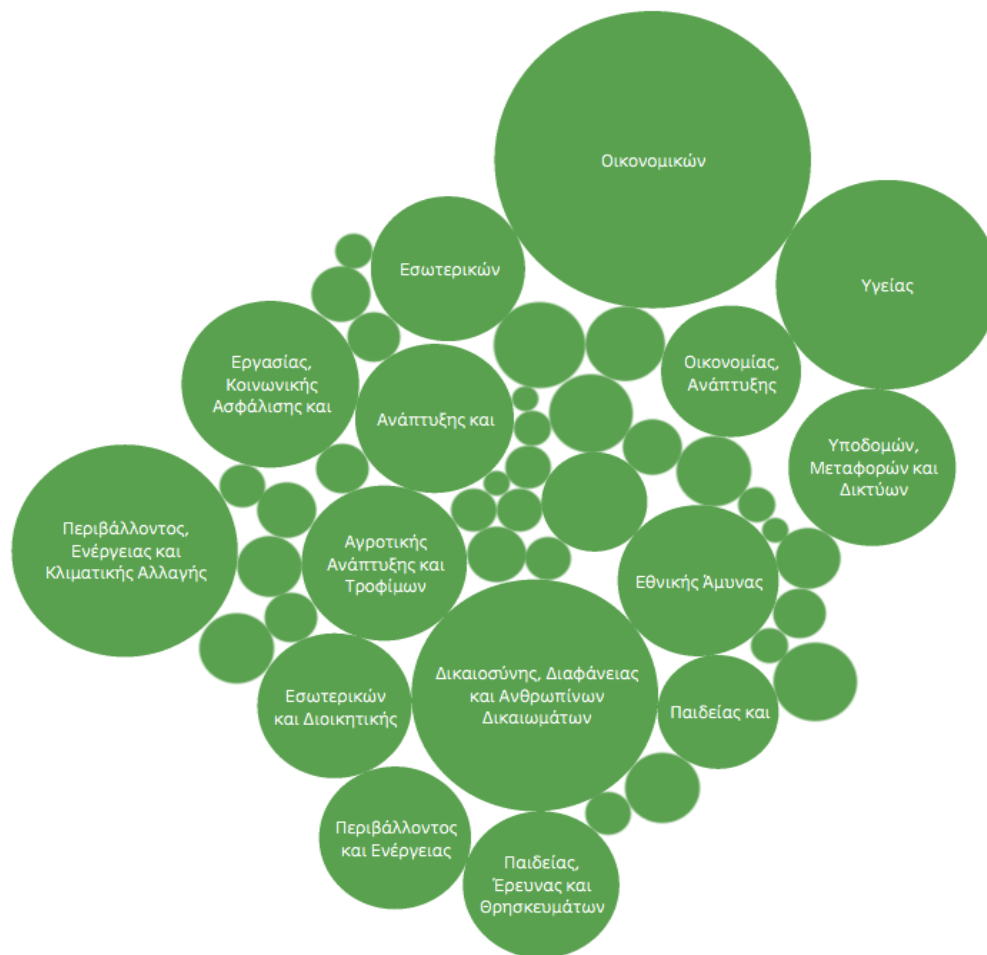 Οικονομικών
Εσωτερικών
Υγείας
Εργασίας,
Κοινωνικής
Ασφάλισης και
Οικονομίας,
Ανάπτυξης
Ανάπτυξη και
Υποδομών,
Μεταφορών και
Δικτύων
Περιβάλλοντος,
Ενέργειας και
Κλιματικής Αλλαγής
Αγροτικής
Ανάπτυξης και
Τροφίμων
Εθνικής Άμυνας
Δικαιοσύνης, Διαφάνειας
και Ανθρωπίνων
Δικαιωμάτων
Εσωτερικών
και Διοικητικής
Παιδείας και
Περιβάλλοντος
και Ενέργειας
Παιδείας,
Έρευνας και
Θρησκευμάτων